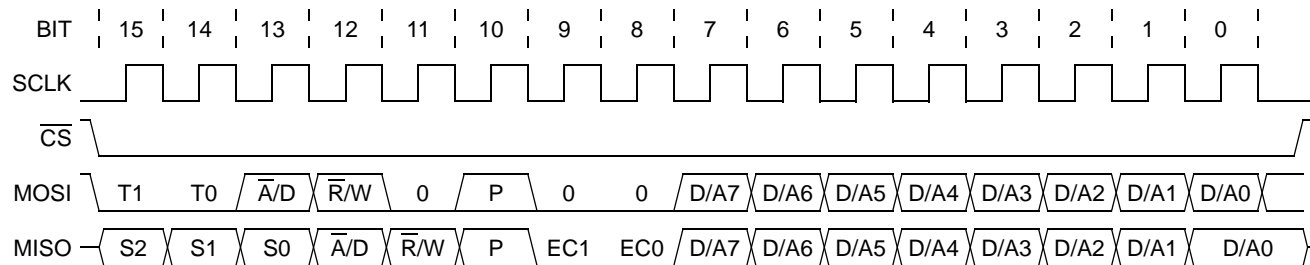 BIT 15 14 13 12 11 10 9 8 7 6 5 4 3 2 1 0
SCLK
C̅S̅
MOSI T1 T0 A̅/D R̅/W 0 P 0 0 D/A7 D/A6 D/A5 D/A4 D/A3 D/A2 D/A1 D/A0
MISO S2 S1 S0 A̅/D R̅/W P EC1 EC0 D/A7 D/A6 D/A5 D/A4 D/A3 D/A2 D/A1 D/A0